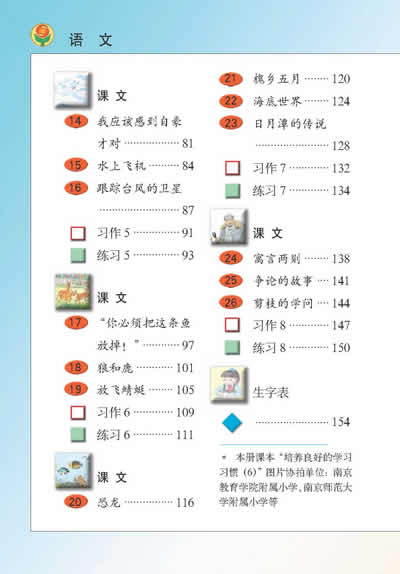 语 文
课 文
14 我应该感到自豪
才对 ·················· 81
15 水上飞机 ············ 84
16 跟踪台风的卫星
························ 87
习作 5 ··············· 91
练习 5 ··············· 93
课 文
17 “你必须把这条鱼
放掉！” ············ 97
18 狼和鹿 ············ 101
19 放飞蜻蜓 ········· 105
习作 6 ············ 109
练习 6 ············ 111
课 文
20 恐龙 ··············· 116
21 槐乡五月 ········ 120
22 海底世界 ········ 124
23 日月潭的传说
························ 128
习作 7 ············ 132
练习 7 ············ 134
课 文
24 寓言两则 ········ 138
25 争论的故事 ···· 141
26 剪枝的学问 ···· 144
习作 8 ············ 147
练习 8 ············ 150
生字表
························ 154
* 本册课本“培养良好的学习
习惯（6）”图片协拍单位：南京
教育学院附属小学，南京师范大
学附属小学等